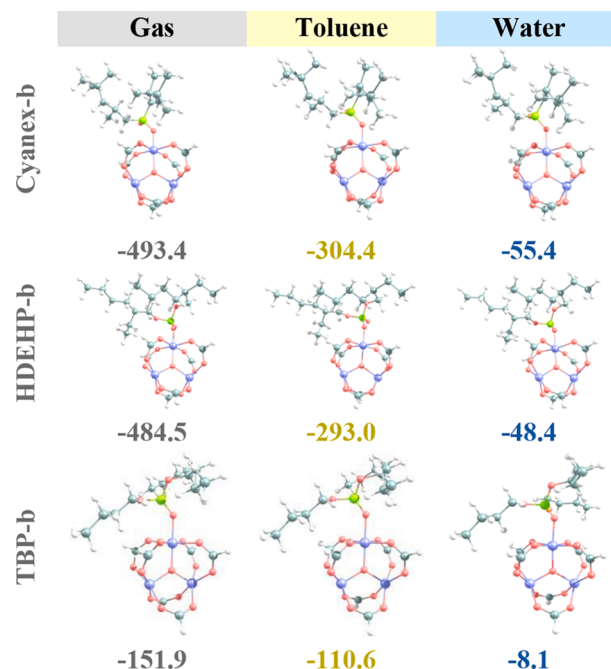 Gas Toluene Water
Cyanex-b
-493.4 -304.4 -55.4
HDEHP-b
-484.5 -293.0 -48.4
TBP-b
-151.9 -110.6 -8.1